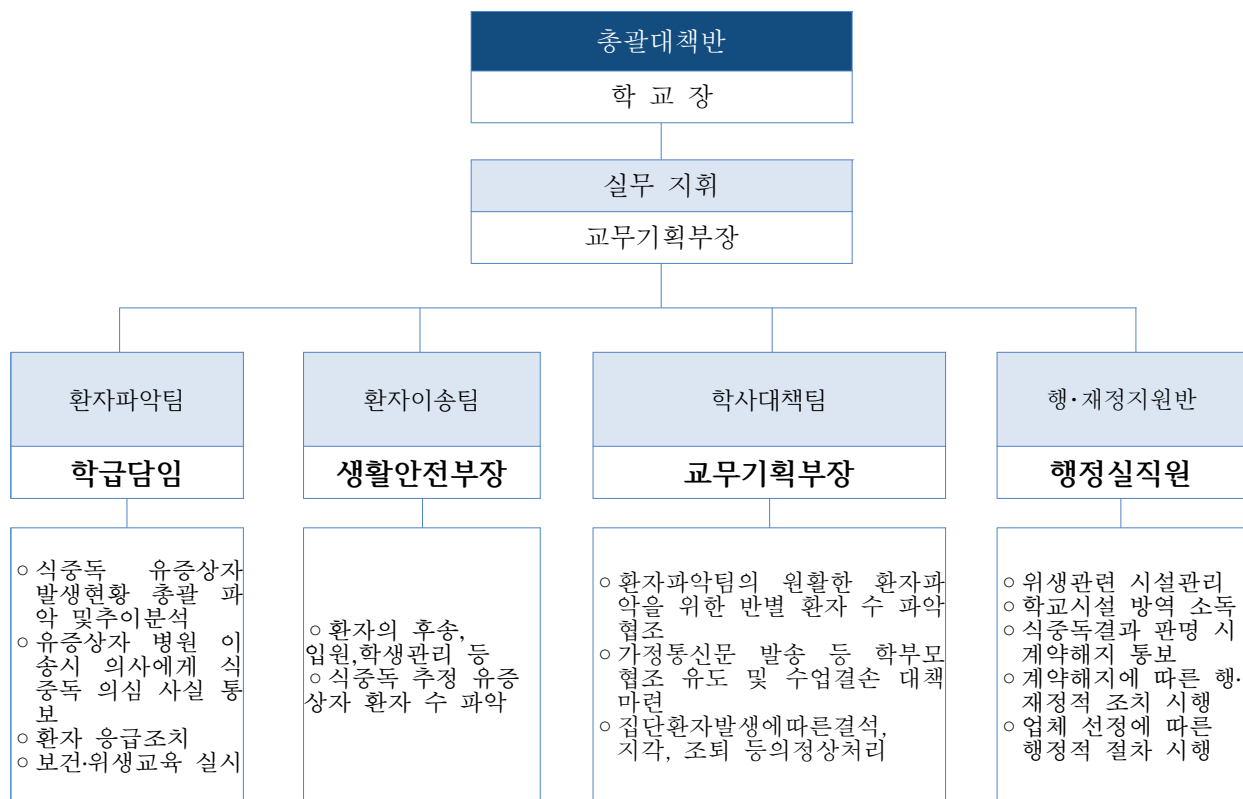 총괄대책반
학 교 장
실무 지휘
교무기획부장
환자파악팀
학급담임
○ 식중독 유증상자
발생현황 총괄 파
악 및추이분석
○ 유증상자 병원 이
송시 의사에게 식
중독 의심 사실 통
보
○ 환자 응급조치
○ 보건·위생교육 실시
환자이송팀
생활안전부장
○ 환자의 후송,
입원,학생관리 등
○ 식중독 추정 유증
상자 환자 수 파악
학사대책팀
교무기획부장
○ 환자파악팀의 원활한 환자파
악을 위한 반별 환자 수 파악
협조
○ 가정통신문 발송 등 학부모
협조 유도 및 수업결손 대책
마련
○ 집단환자발생에따른결석,
지각, 조퇴 등의정상처리
행·재정지원반
행정실직원
○ 위생관련 시설관리
○ 학교시설 방역 소독
○ 식중독결과 판명 시
계약해지 통보
○ 계약해지에 따른 행·
재정적 조치 시행
○ 업체 선정에 따른
행정적 절차 시행